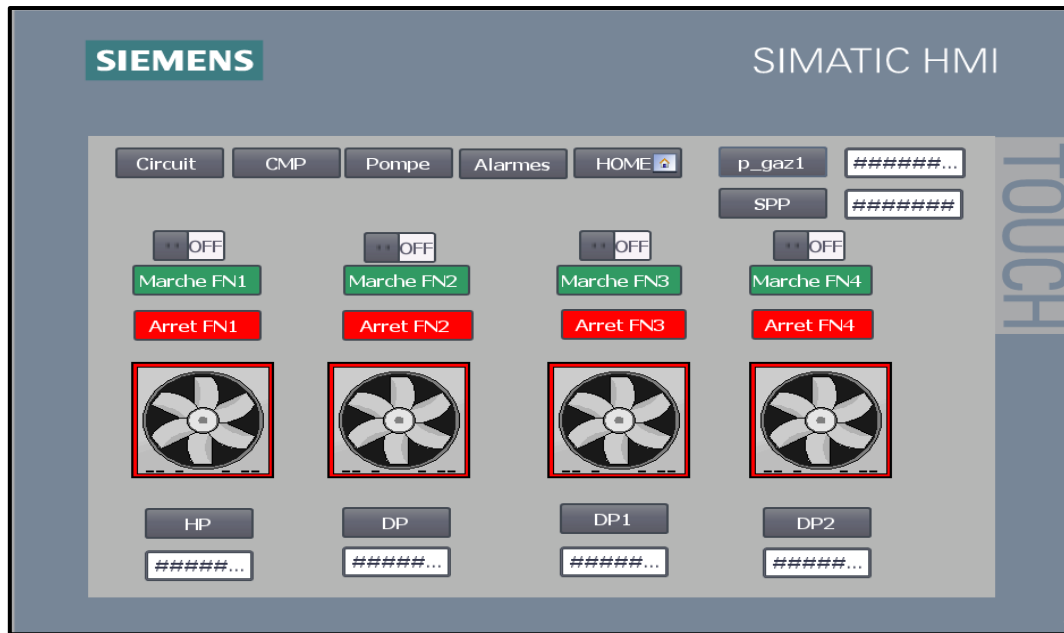 SIEMENS
SIMATIC HMI
TOUCH
Circuit CMP Pompe Alarmes HOME p_gaz1 ######...
SPP #######
OFF OFF OFF OFF
Marche FN1 Marche FN2 Marche FN3 Marche FN4
Arret FN1 Arret FN2 Arret FN3 Arret FN4
HP DP DP1 DP2
#####... #####... #####... #####...